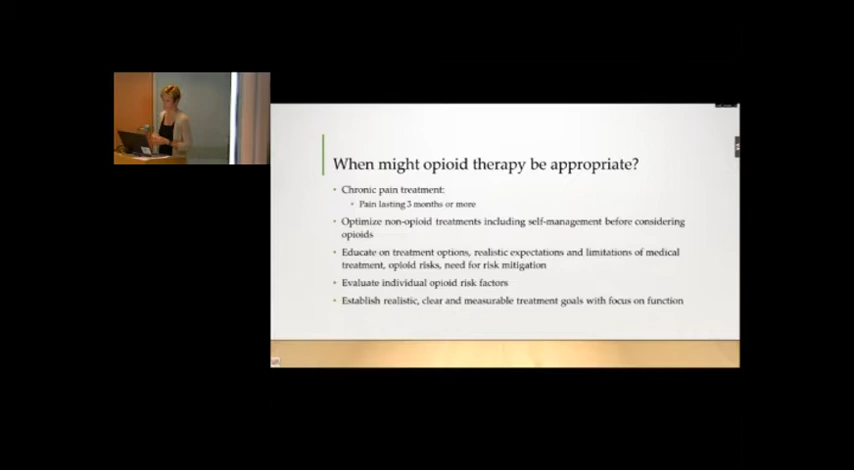 When might opioid therapy be appropriate?
• Chronic pain treatment:
• Pain lasting 3 months or more
• Optimize non-opioid treatments including self-management before considering
opioids
• Educate on treatment options, realistic expectations and limitations of medical
treatment, opioid risks, need for risk mitigation
• Evaluate individual opioid risk factors
• Establish realistic, clear and measurable treatment goals with focus on function